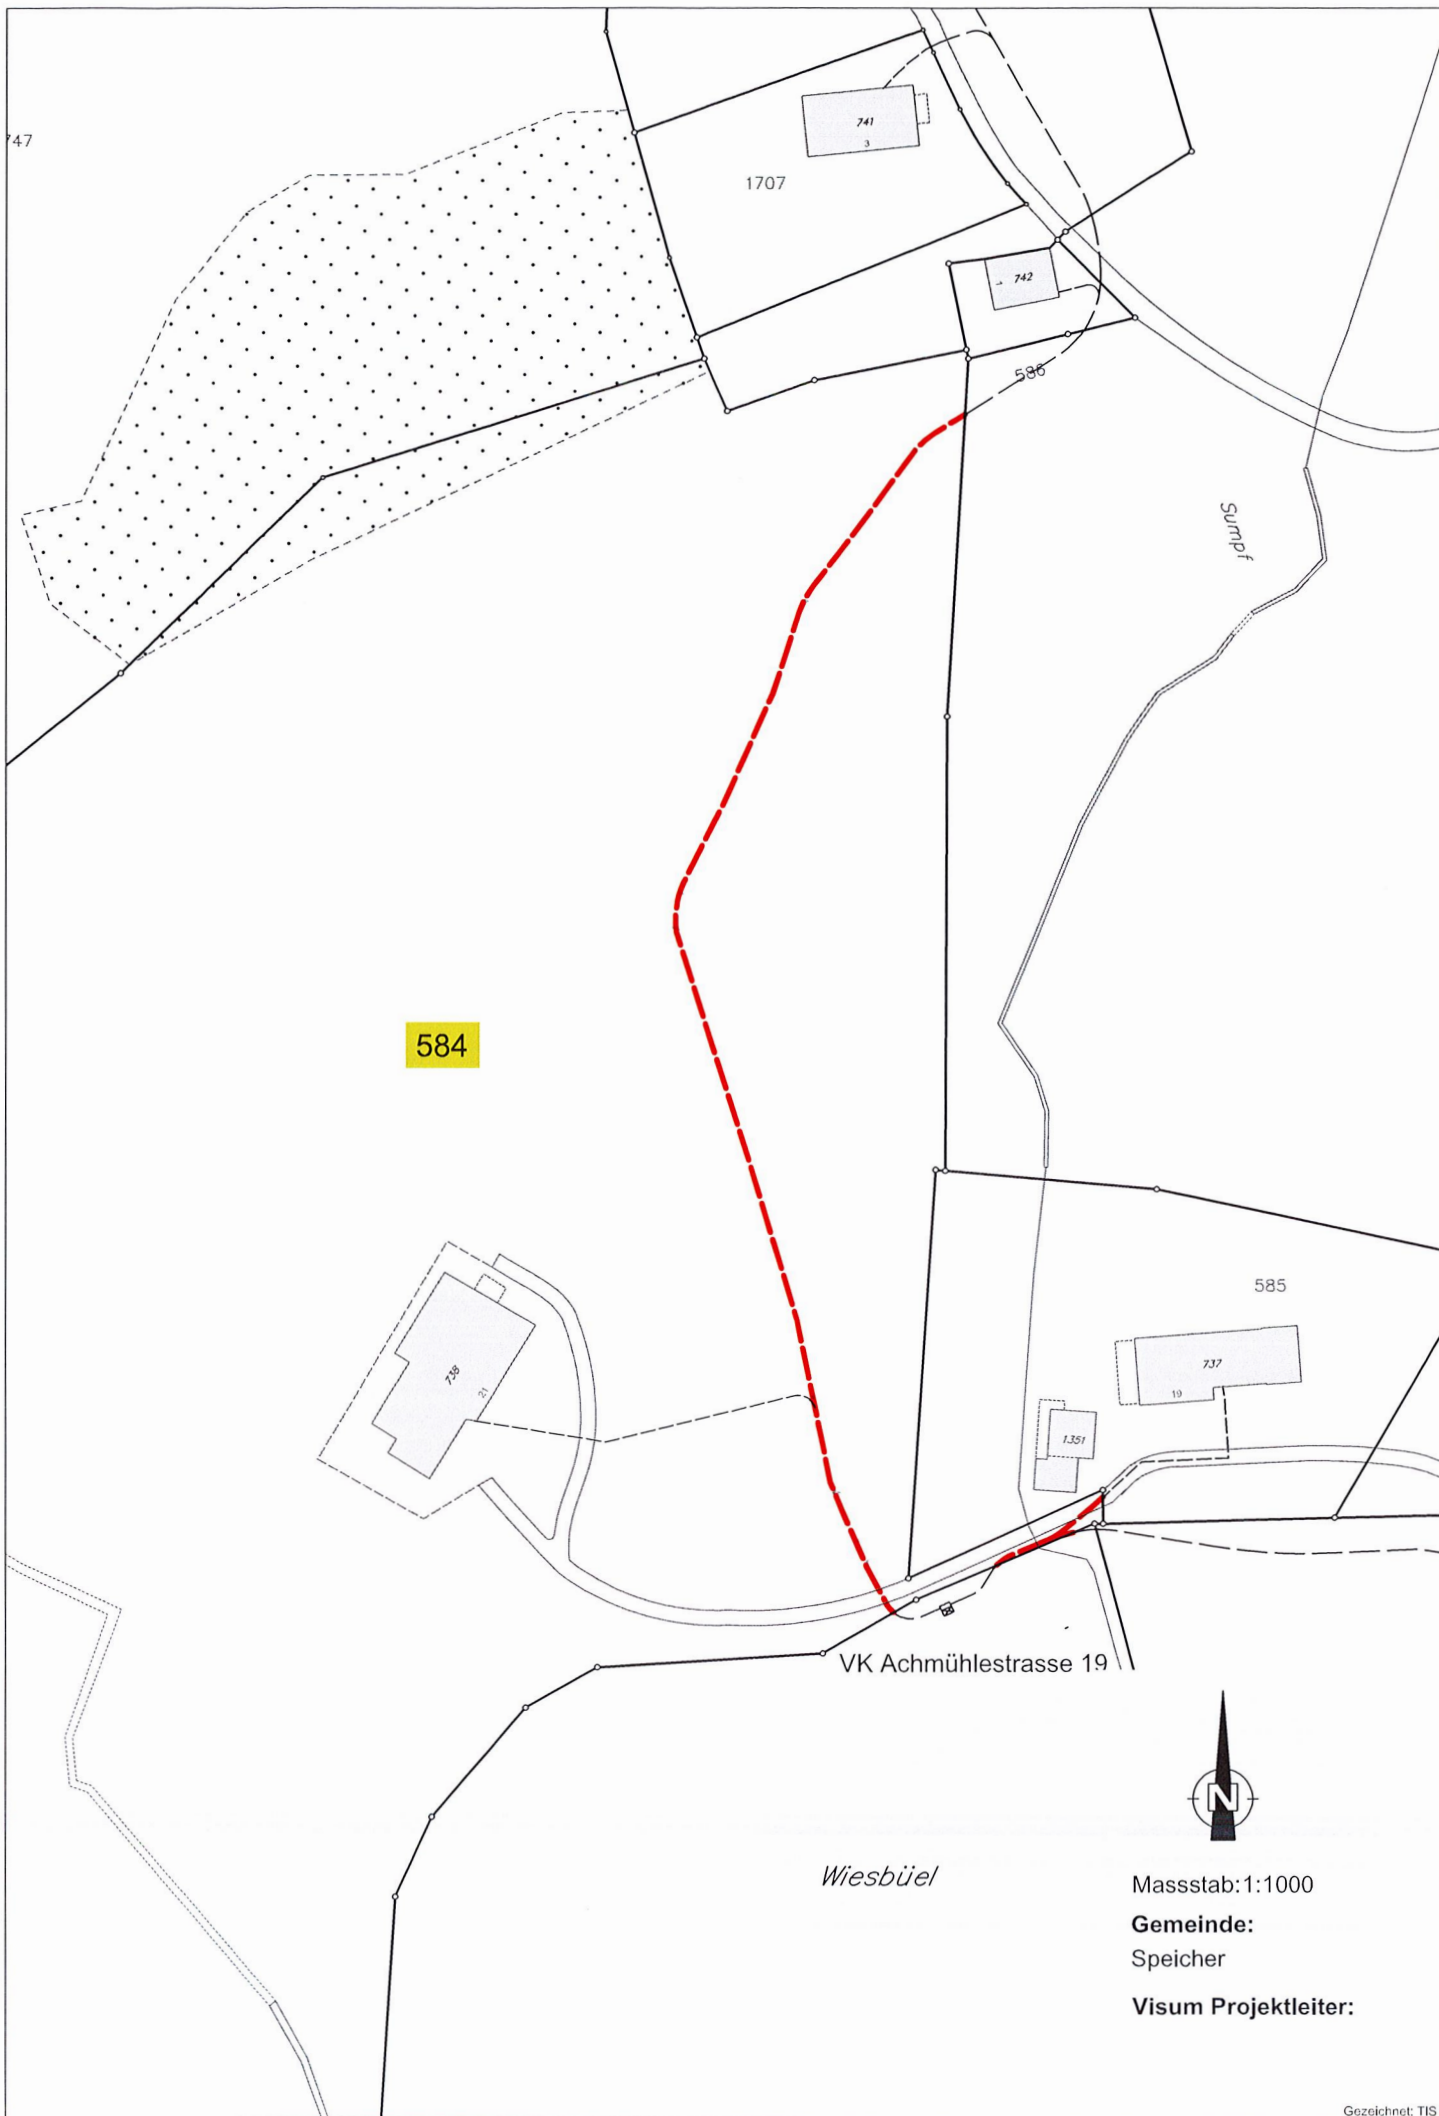 741
3
747
1707
742
1
586
Sumpf
584
585
738
21
737
19
1351
VK Achmühlestrasse 19
N
Wiesbüel
Massstab:1:1000
Gemeinde:
Speicher
Visum Projektleiter:
Gezeichnet: TIS